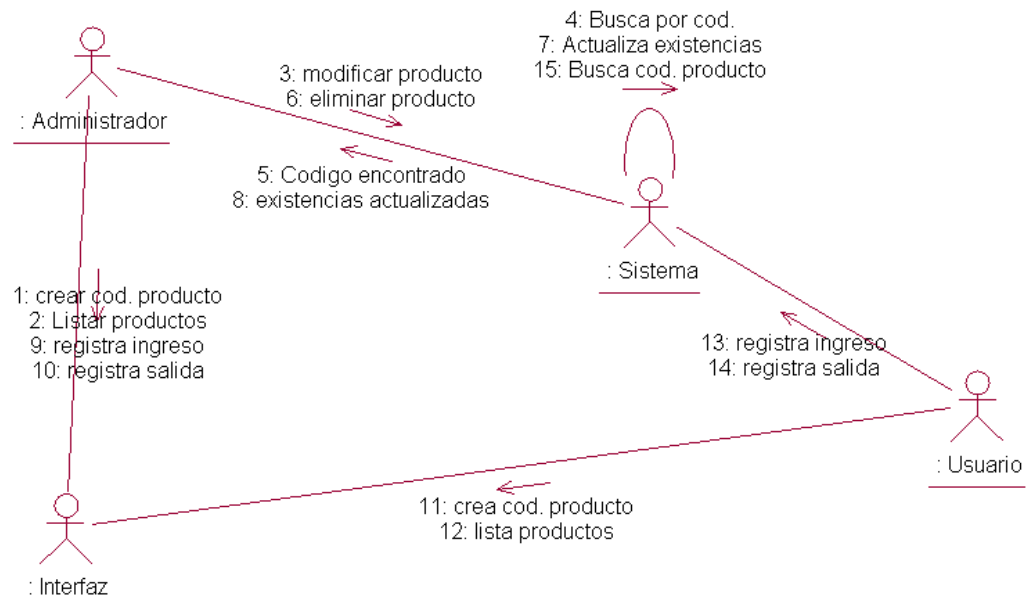 4: Busca por cod.
7: Actualiza existencias
15: Busca cod. producto
3: modificar producto
6: eliminar producto
: Administrador
5: Codigo encontrado
8: existencias actualizadas
: Sistema
1: crear cod. producto
2: Listar productos
9: registra ingreso
10: registra salida
13: registra ingreso
14: registra salida
: Usuario
11: crea cod. producto
12: lista productos
: Interfaz